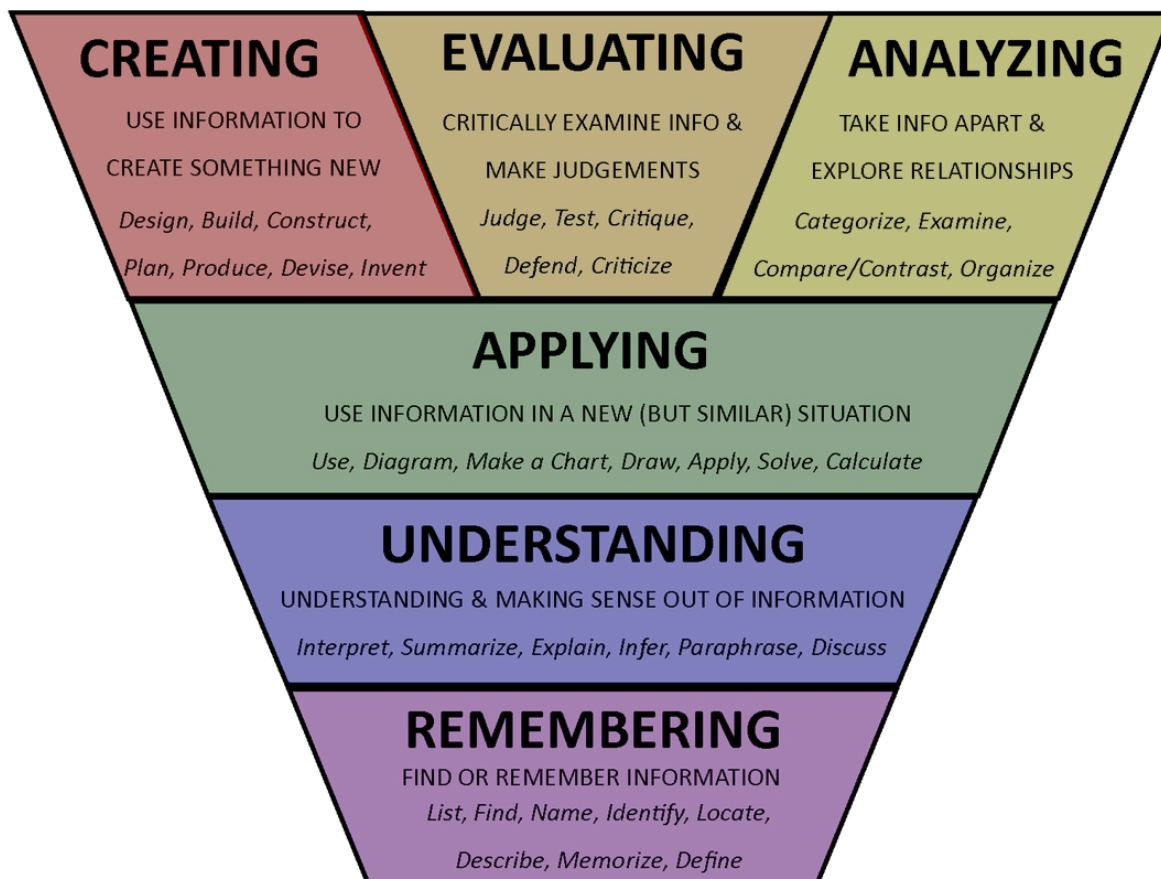 CREATING
USE INFORMATION TO
CREATE SOMETHING NEW
Design, Build, Construct,
Plan, Produce, Devise, Invent
EVALUATING
CRITICALLY EXAMINE INFO &
MAKE JUDGEMENTS
Judge, Test, Critique,
Defend, Criticize
ANALYZING
TAKE INFO APART &
EXPLORE RELATIONSHIPS
Categorize, Examine,
Compare/Contrast, Organize
APPLYING
USE INFORMATION IN A NEW (BUT SIMILAR) SITUATION
Use, Diagram, Make a Chart, Draw, Apply, Solve, Calculate
UNDERSTANDING
UNDERSTANDING & MAKING SENSE OUT OF INFORMATION
Interpret, Summarize, Explain, Infer, Paraphrase, Discuss
REMEMBERING
FIND OR REMEMBER INFORMATION
List, Find, Name, Identify, Locate,
Describe, Memorize, Define